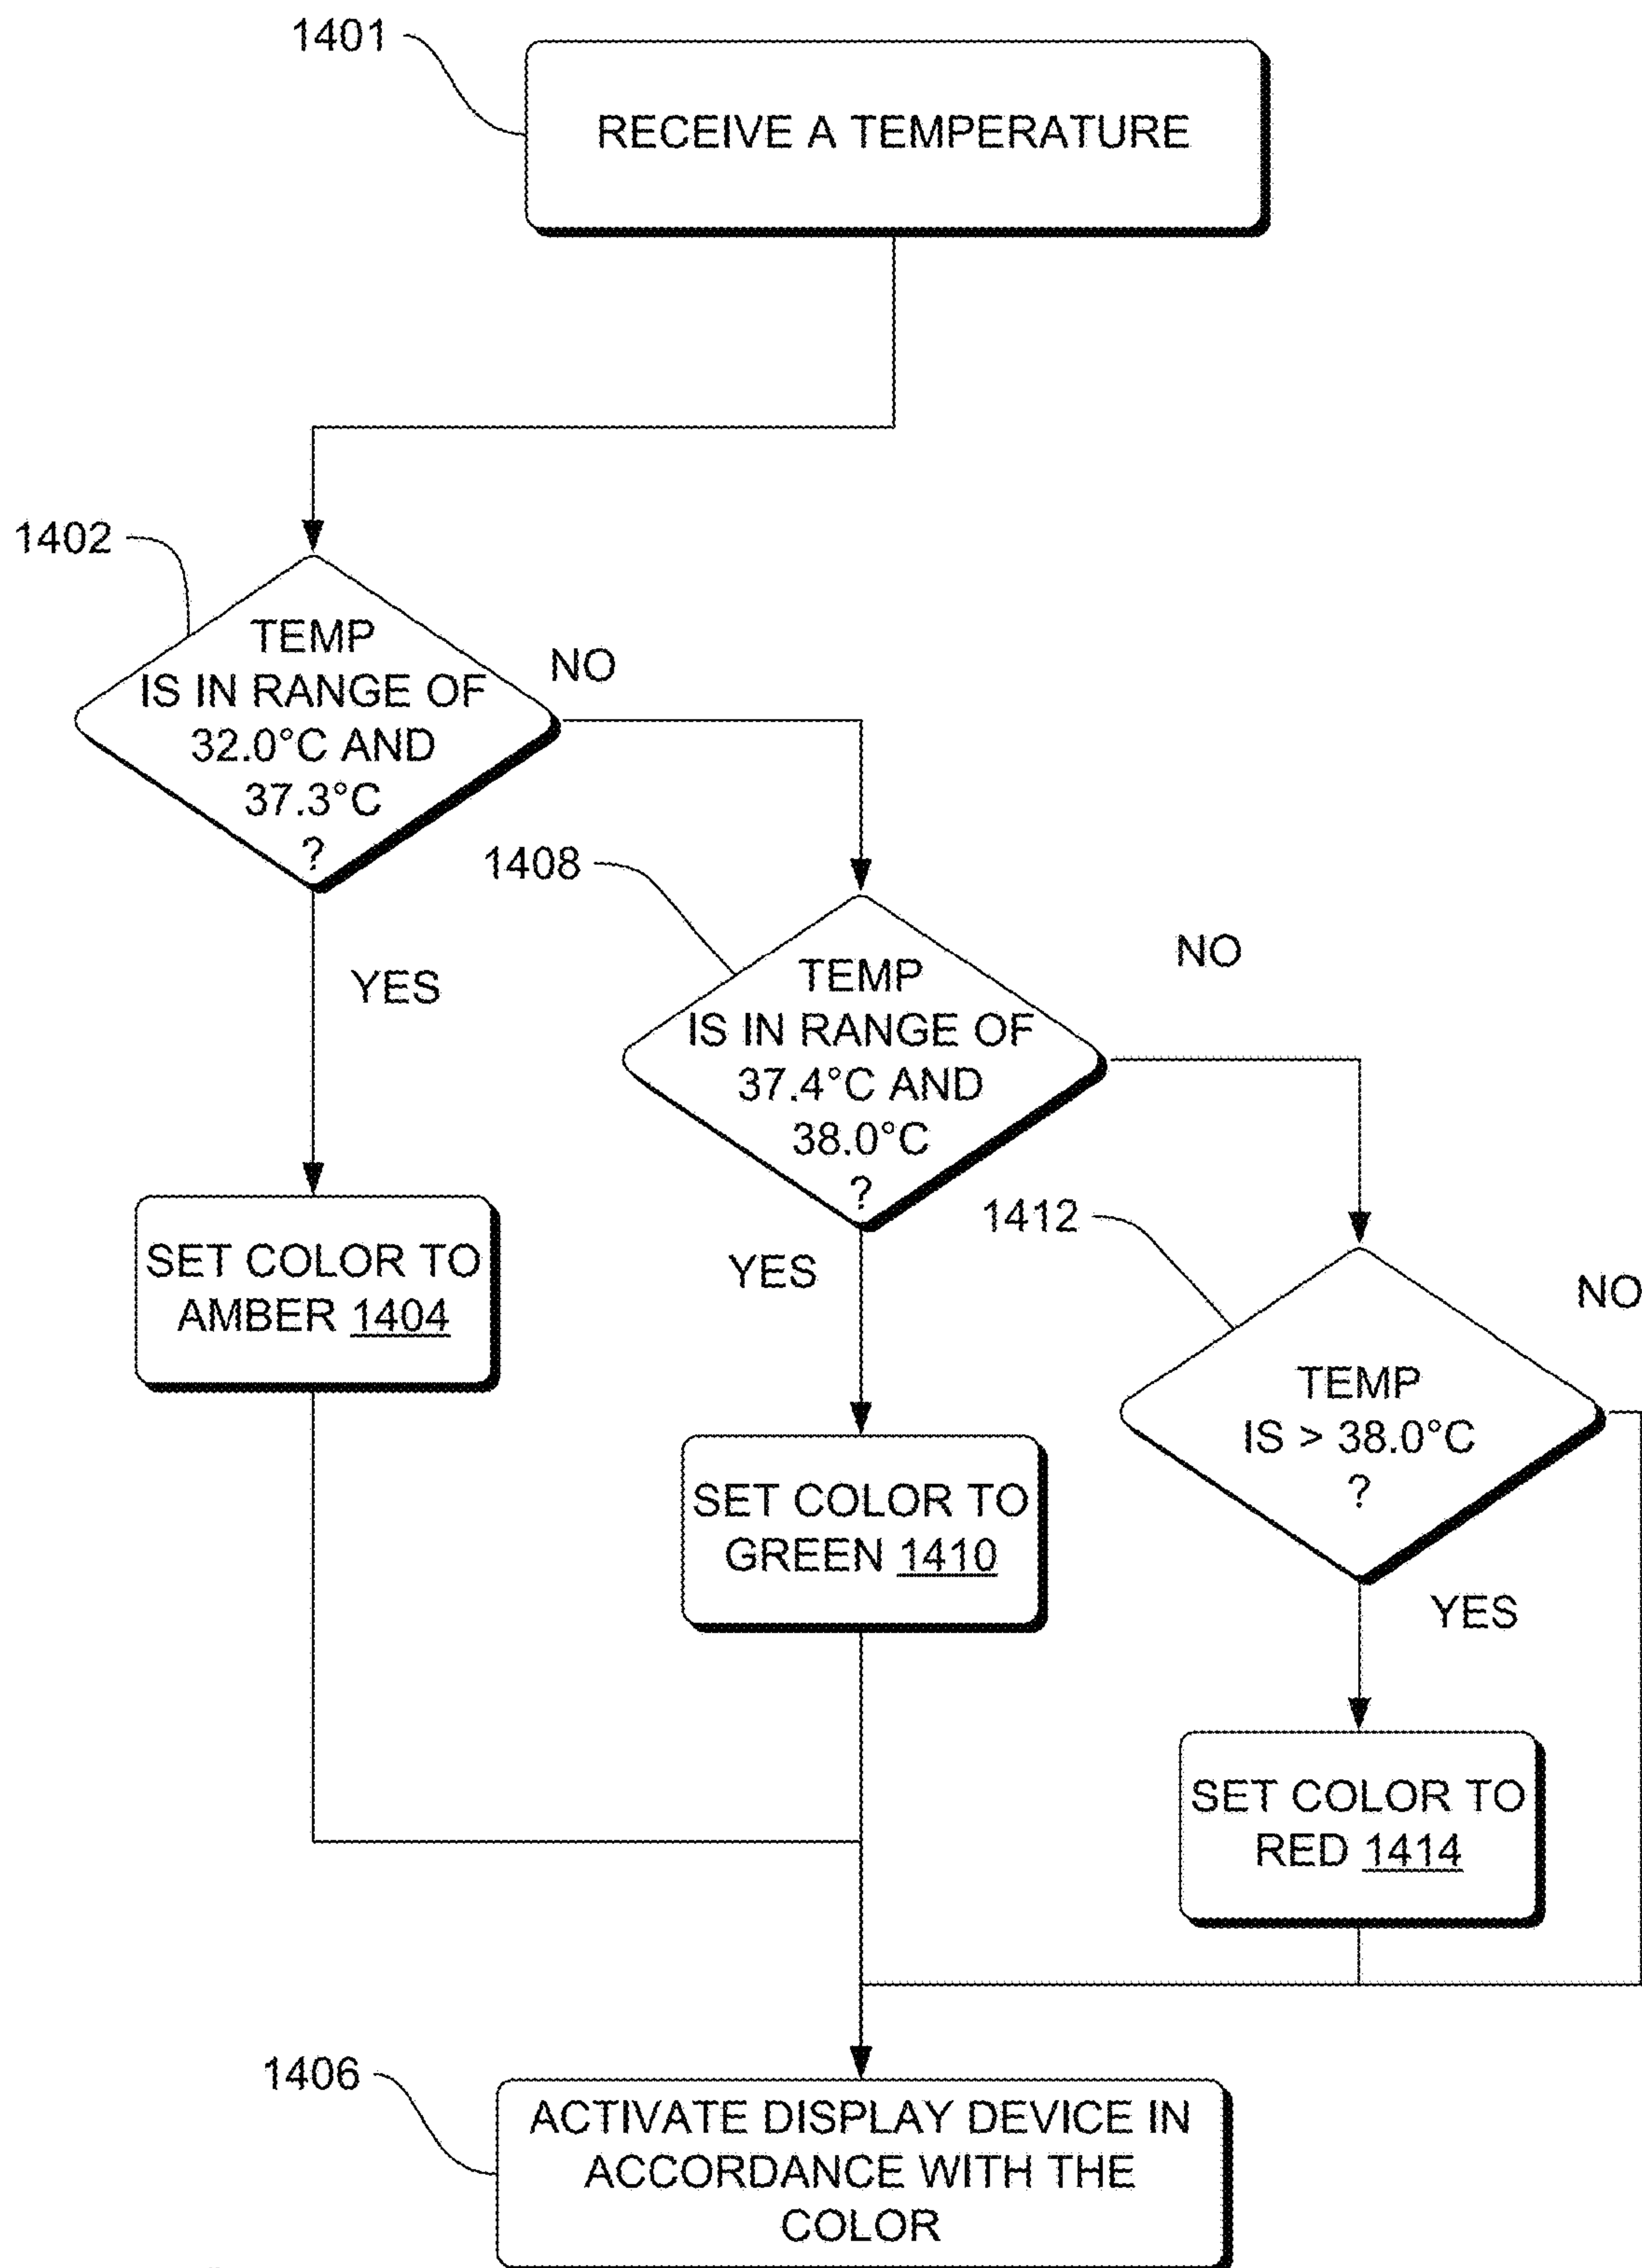 1401
RECEIVE A TEMPERATURE
1402
TEMP
IS IN RANGE OF
32.0°C AND
37.3°C
?
NO
YES
1408
TEMP
IS IN RANGE OF
37.4°C AND
38.0°C
?
NO
YES
SET COLOR TO
AMBER 1404
1412
TEMP
IS > 38.0°C
?
NO
YES
SET COLOR TO
GREEN 1410
SET COLOR TO
RED 1414
1406
ACTIVATE DISPLAY DEVICE IN
ACCORDANCE WITH THE
COLOR